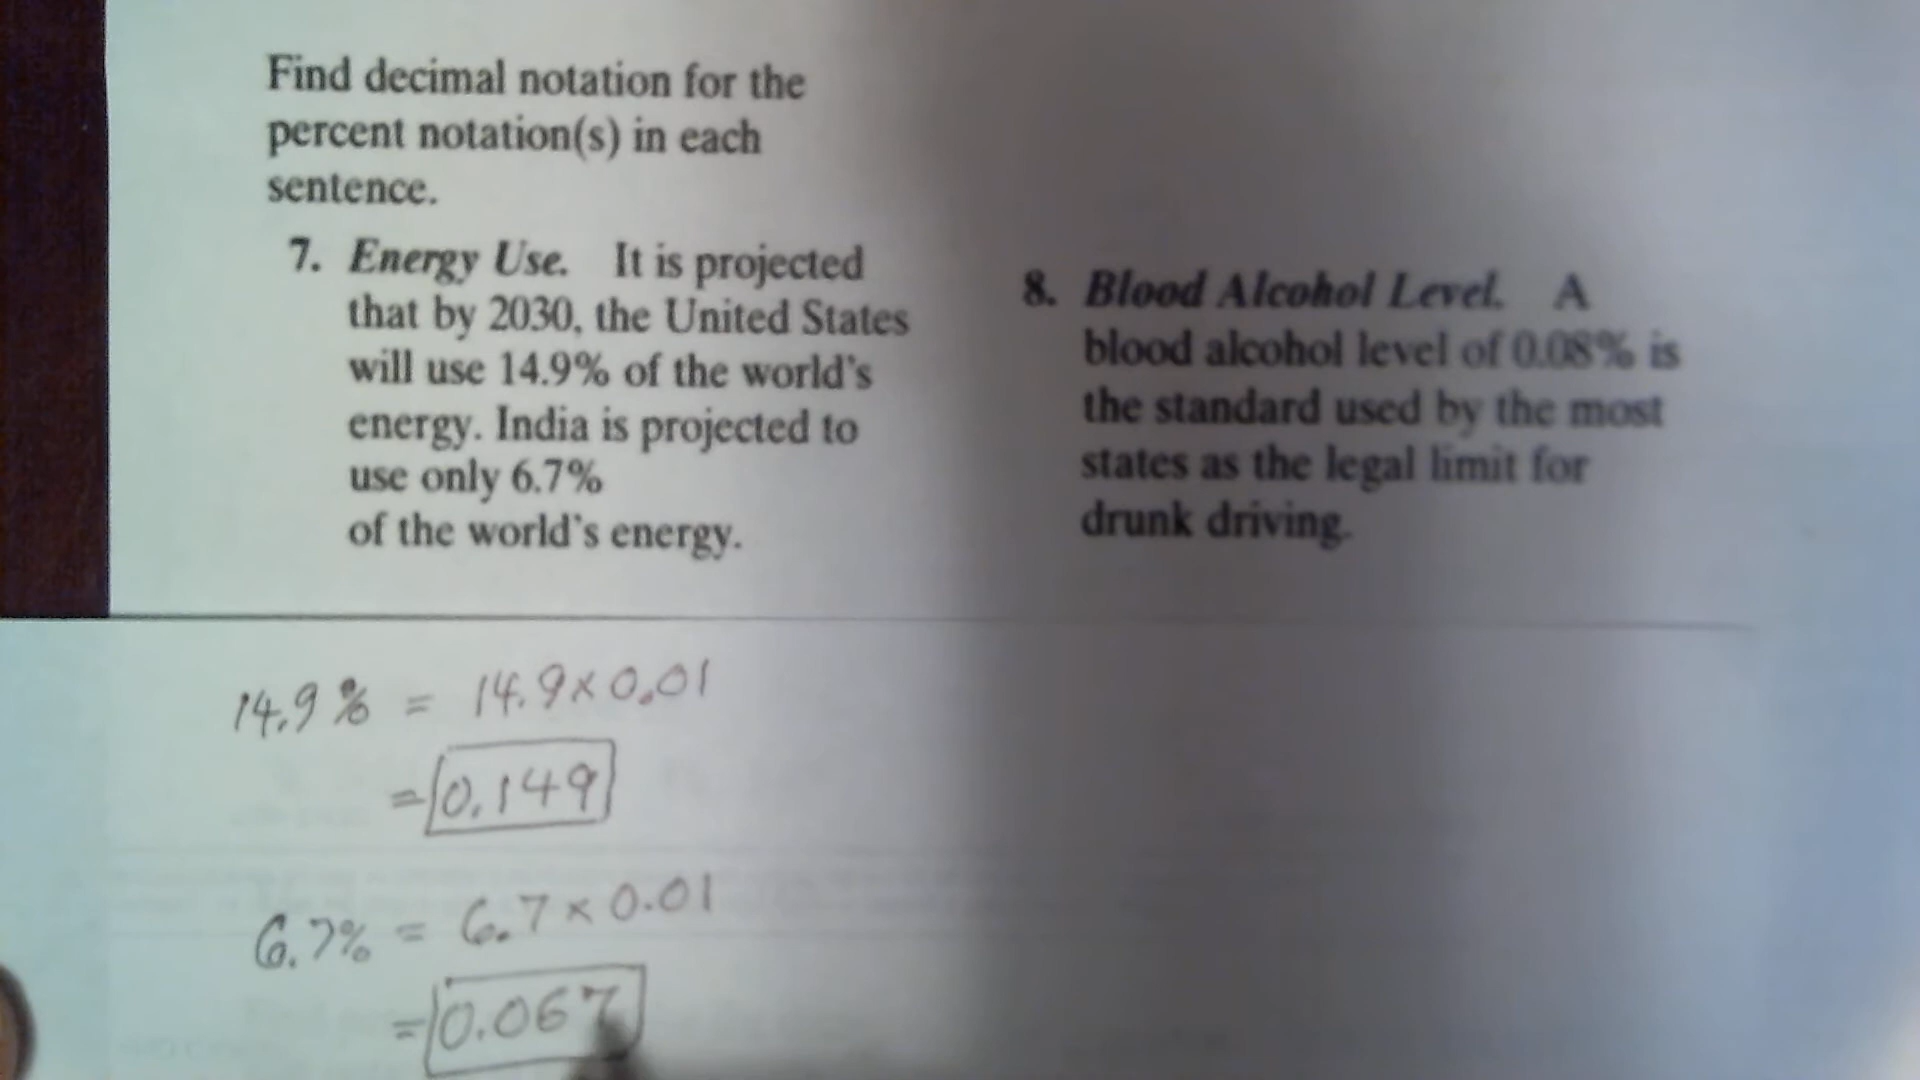 Find decimal notation for the
percent notation(s) in each
sentence.
7. Energy Use. It is projected
that by 2030, the United States
will use 14.9% of the world's
energy. India is projected to
use only 6.7%
of the world's energy.
8. Blood Alcohol Level. A
blood alcohol level of 0.08% is
the standard used by the most
states as the legal limit for
drunk driving.
14.9% = 14.9 × 0.01
= 0.149
6.7% = 6.7 × 0.01
= 0.067